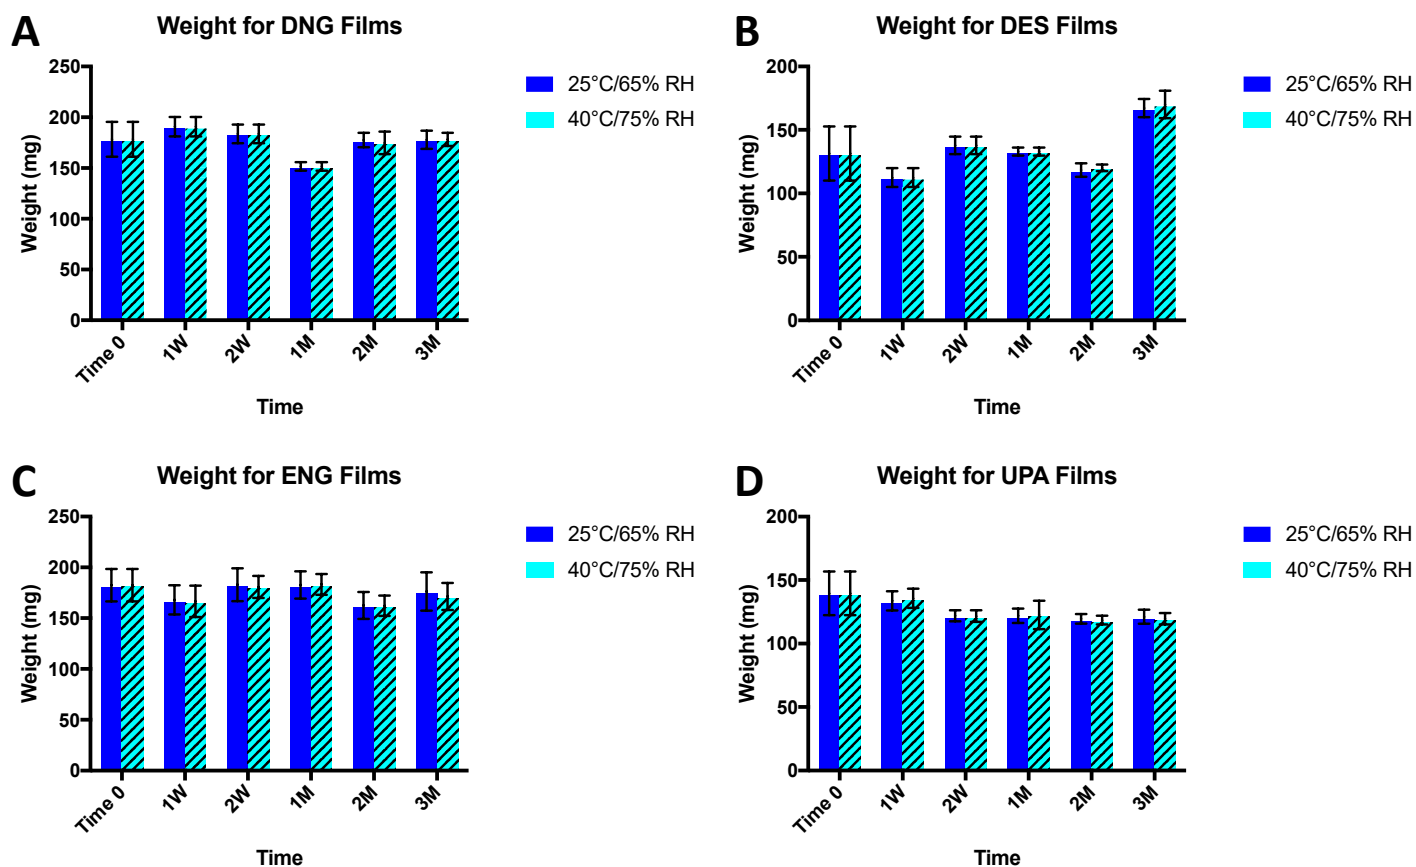 A
Weight for DNG Films
250
200
150
100
50
0
Weight (mg)
Time 0
1W
2W
1M
2M
3M
Time
25°C/65% RH
40°C/75% RH
B
Weight for DES Films
200
150
100
50
0
Weight (mg)
Time 0
1W
2W
1M
2M
3M
Time
25°C/65% RH
40°C/75% RH
C
Weight for ENG Films
250
200
150
100
50
0
Weight (mg)
Time 0
1W
2W
1M
2M
3M
Time
25°C/65% RH
40°C/75% RH
D
Weight for UPA Films
200
150
100
50
0
Weight (mg)
Time 0
1W
2W
1M
2M
3M
Time
25°C/65% RH
40°C/75% RH